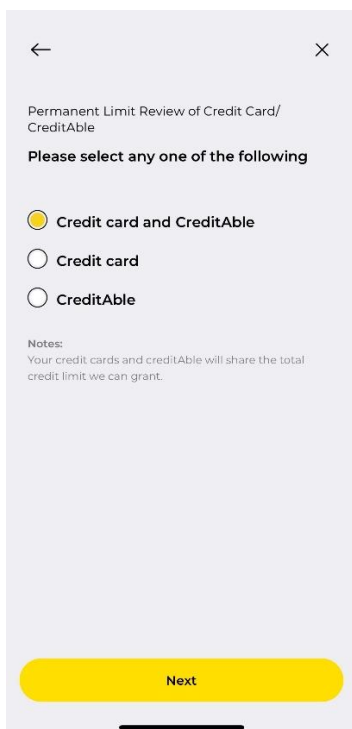 Permanent Limit Review of Credit Card/
CreditAble
Please select any one of the following
Credit card and CreditAble
Credit card
CreditAble
Notes:
Your credit cards and creditAble will share the total
credit limit we can grant.
Next